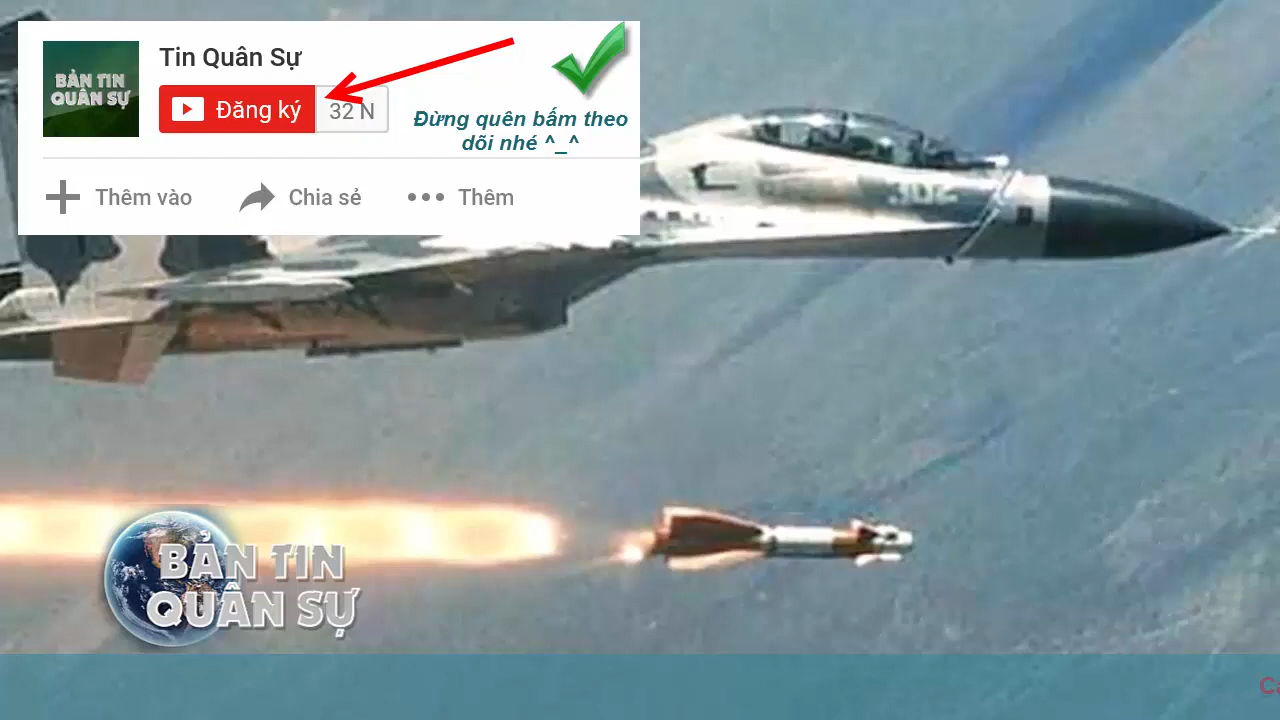 Tin Quân Sự
BẢN TIN
QUÂN SỰ
Đăng ký
32 N
Đừng quên bấm theo
dõi nhé ^_^
Thêm vào
Chia sẻ
Thêm
302
BẢN TIN
QUÂN SỰ